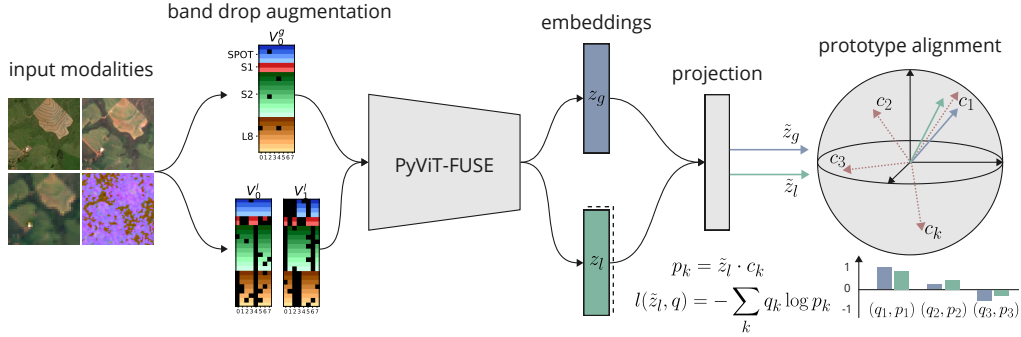 input modalities
band drop augmentation
V_0^g
SPOT
S1
S2
L8
01234567
V_0^l
V_1^l
01234567
01234567
PyViT-FUSE
embeddings
z_g
z_l
projection
z̃_g
z̃_l
prototype alignment
c_1
c_2
c_3
c_k
p_k = z̃_l · c_k
l(z̃_l, q) = − ∑_k q_k log p_k
1
0
-1
(q_1, p_1) (q_2, p_2) (q_3, p_3)